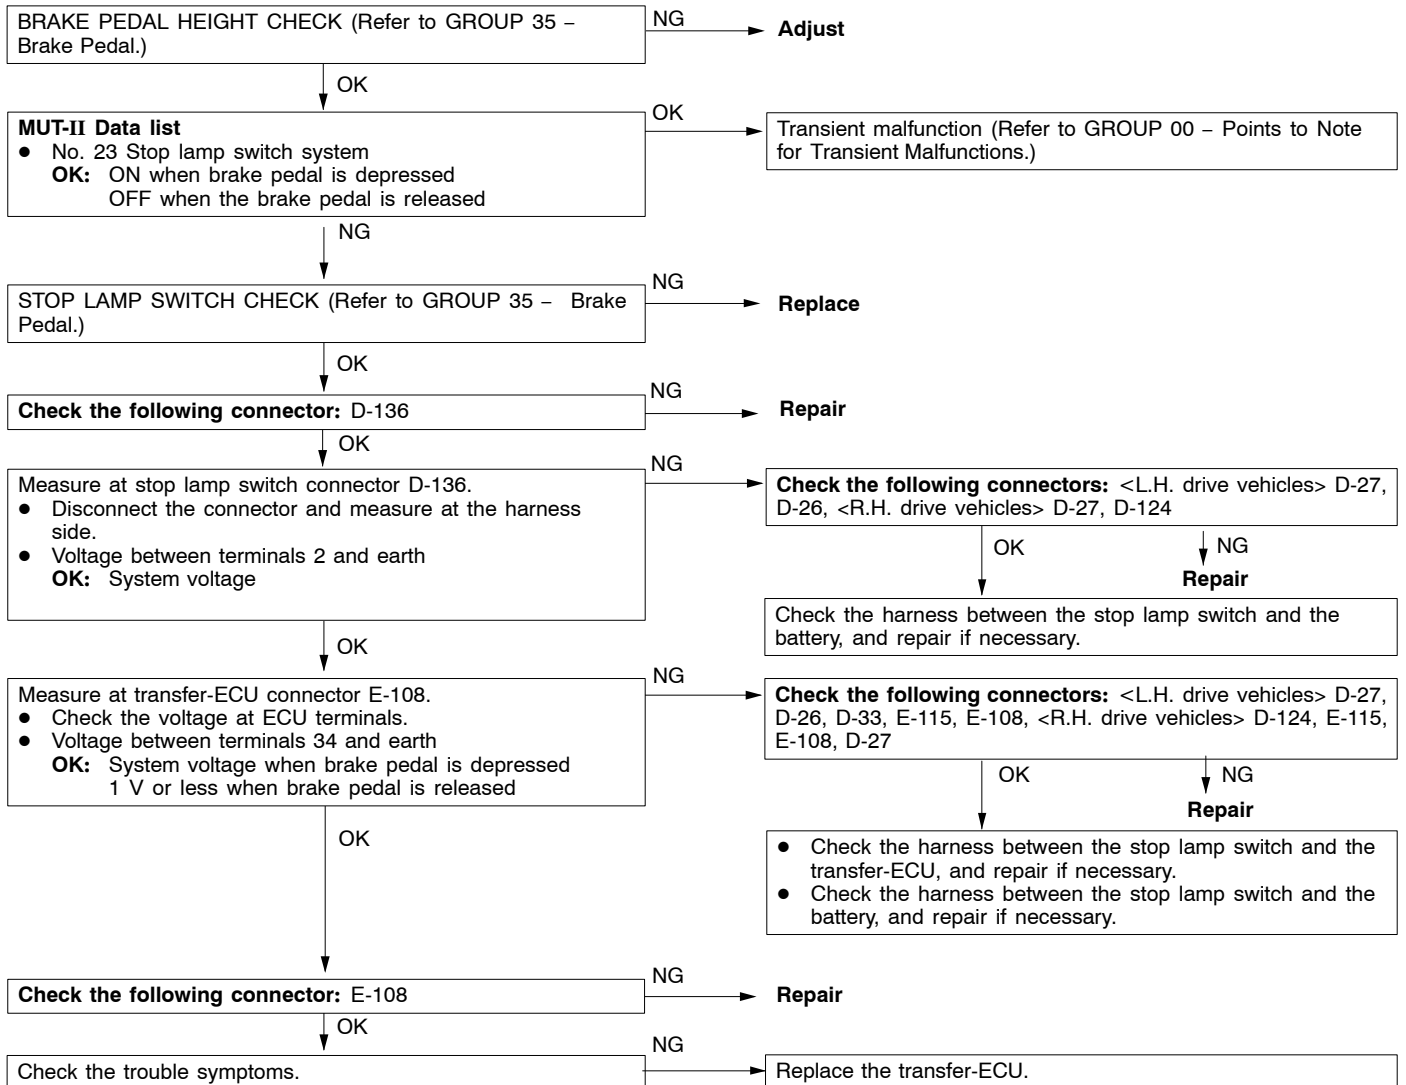 BRAKE PEDAL HEIGHT CHECK (Refer to GROUP 35 –
Brake Pedal.)
NG
Adjust
OK
MUT-II Data list
● No. 23 Stop lamp switch system
OK: ON when brake pedal is depressed
OFF when the brake pedal is released
OK
Transient malfunction (Refer to GROUP 00 – Points to Note
for Transient Malfunctions.)
NG
STOP LAMP SWITCH CHECK (Refer to GROUP 35 – Brake
Pedal.)
NG
Replace
OK
Check the following connector: D-136
NG
Repair
OK
Measure at stop lamp switch connector D-136.
● Disconnect the connector and measure at the harness
side.
● Voltage between terminals 2 and earth
OK: System voltage
NG
Check the following connectors: <L.H. drive vehicles> D-27,
D-26, <R.H. drive vehicles> D-27, D-124
OK
NG
Repair
Check the harness between the stop lamp switch and the
battery, and repair if necessary.
OK
Measure at transfer-ECU connector E-108.
● Check the voltage at ECU terminals.
● Voltage between terminals 34 and earth
OK: System voltage when brake pedal is depressed
1 V or less when brake pedal is released
NG
Check the following connectors: <L.H. drive vehicles> D-27,
D-26, D-33, E-115, E-108, <R.H. drive vehicles> D-124, E-115,
E-108, D-27
OK
NG
Repair
● Check the harness between the stop lamp switch and the
transfer-ECU, and repair if necessary.
● Check the harness between the stop lamp switch and the
battery, and repair if necessary.
OK
Check the following connector: E-108
NG
Repair
OK
Check the trouble symptoms.
NG
Replace the transfer-ECU.